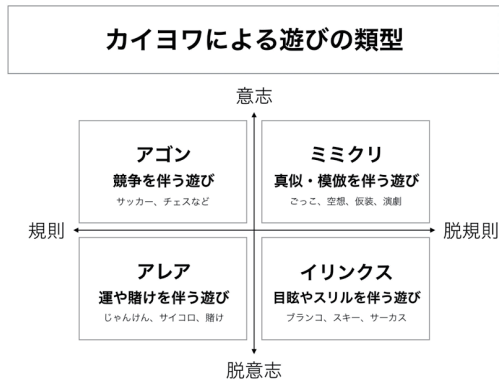 カイヨワによる遊びの類型
意志
アゴン
競争を伴う遊び
サッカー、チェスなど
ミミクリ
真似・模倣を伴う遊び
ごっこ、空想、仮装、演劇
規則
脱規則
アレア
運や賭けを伴う遊び
じゃんけん、サイコロ、賭け
イリンクス
目眩やスリルを伴う遊び
ブランコ、スキー、サーカス
脱意志